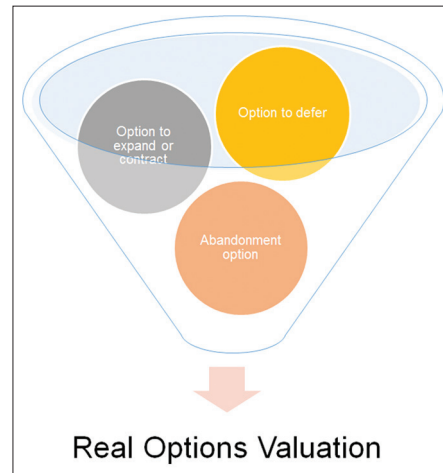 Option to
expand or
contract
Option to defer
Abandonment
option
Real Options Valuation